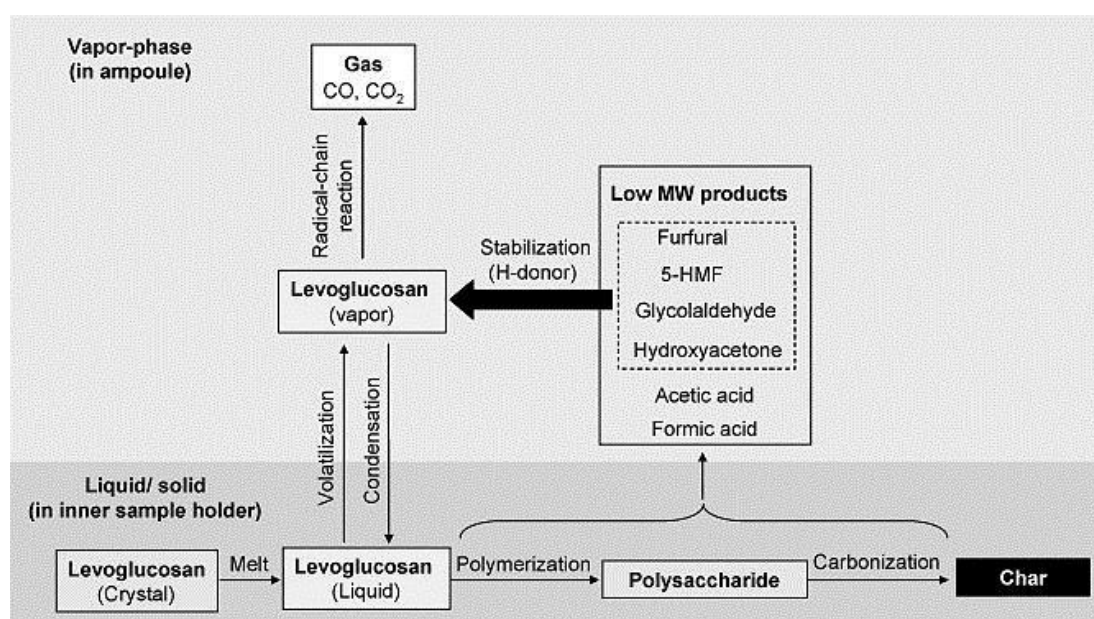 Vapor-phase
(in ampoule)
Gas
CO, CO₂
Radical-chain
reaction
Low MW products
Furfural
5-HMF
Glycolaldehyde
Hydroxyacetone
Acetic acid
Formic acid
Stabilization
(H-donor)
Levoglucosan
(vapor)
Volatilization
Condensation
Liquid/ solid
(in inner sample holder)
Levoglucosan
(Crystal)
Melt
Levoglucosan
(Liquid)
Polymerization
Polysaccharide
Carbonization
Char